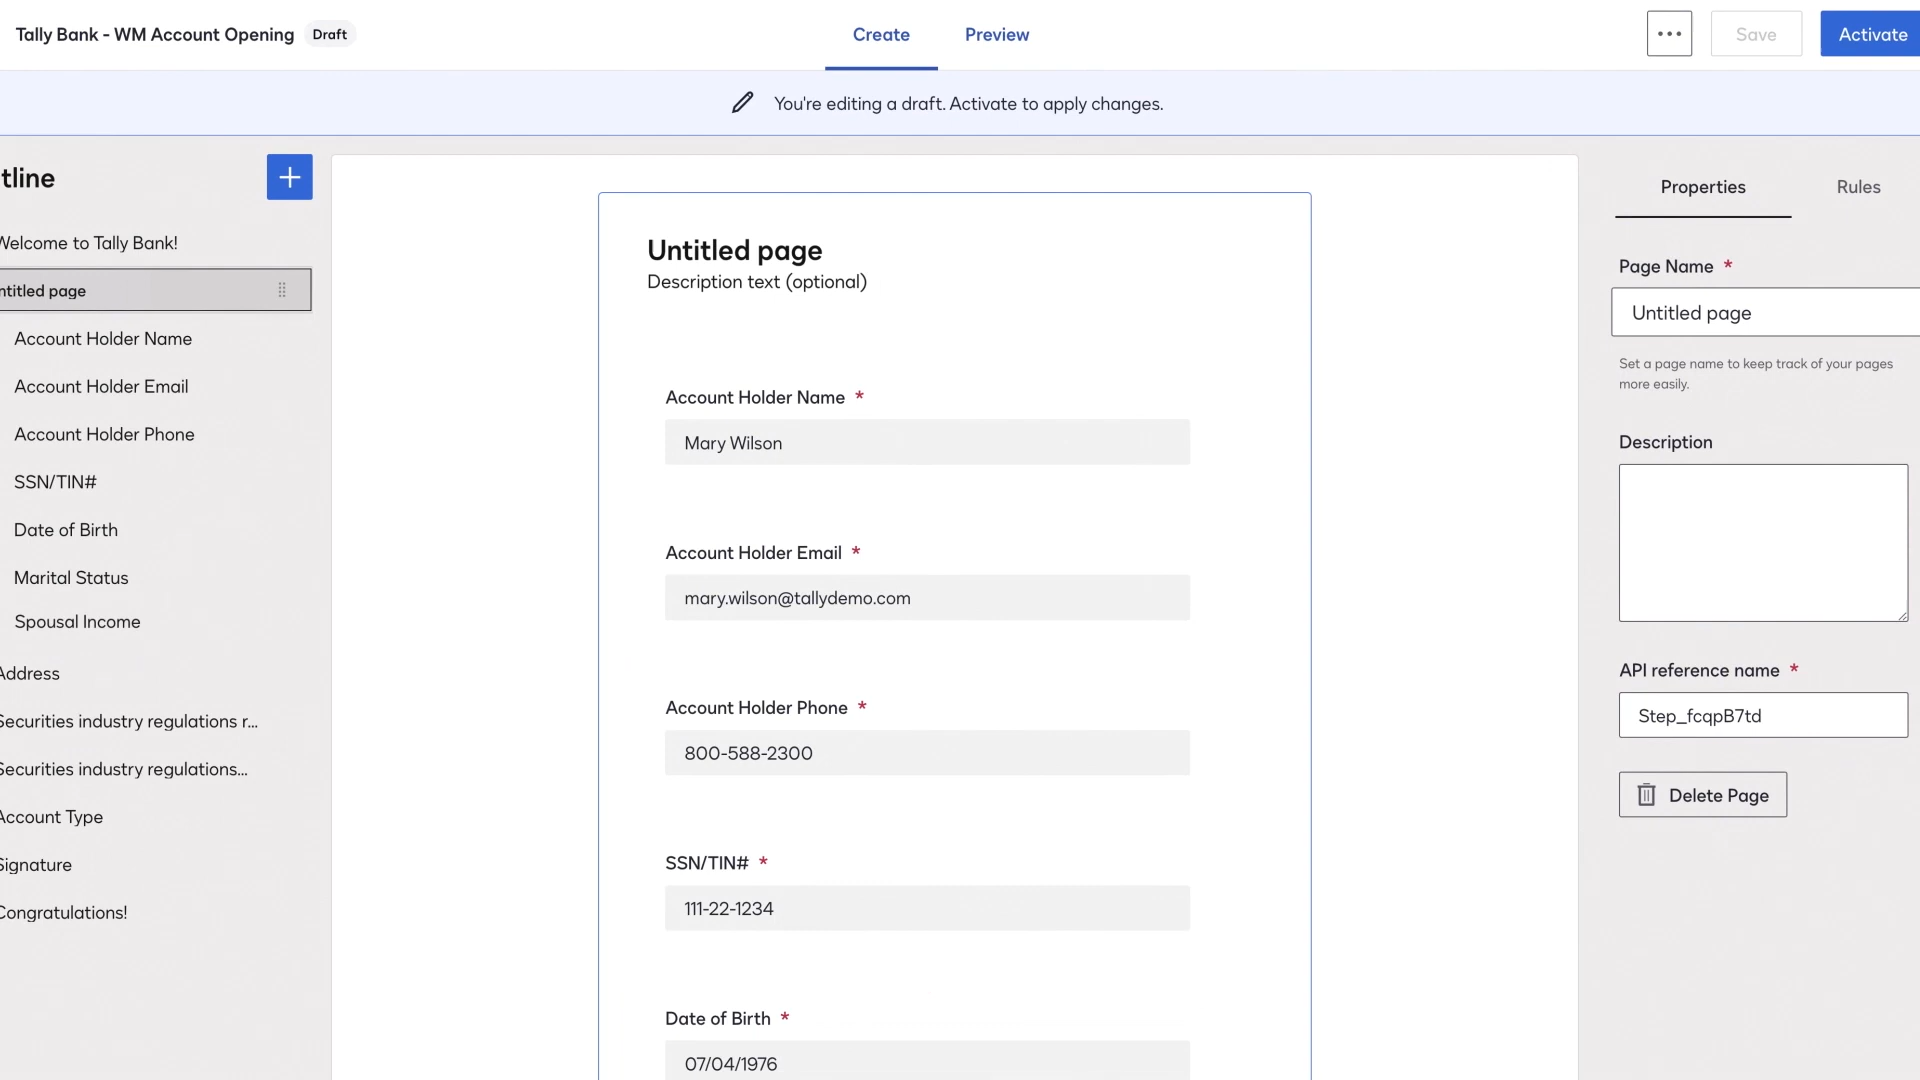 Tally Bank - WM Account Opening Draft
Create
Preview
Save
Activate
You're editing a draft. Activate to apply changes.
tline
Welcome to Tally Bank!
ntitled page
Account Holder Name
Account Holder Email
Account Holder Phone
SSN/TIN#
Date of Birth
Marital Status
Spousal Income
Address
Securities industry regulations r...
Securities industry regulations...
Account Type
Signature
Congratulations!
Untitled page
Description text (optional)
Account Holder Name *
Mary Wilson
Account Holder Email *
mary.wilson@tallydemo.com
Account Holder Phone *
800-588-2300
SSN/TIN# *
111-22-1234
Date of Birth *
07/04/1976
Properties
Rules
Page Name *
Untitled page
Set a page name to keep track of your pages
more easily.
Description
API reference name *
Step_fcqpB7td
Delete Page